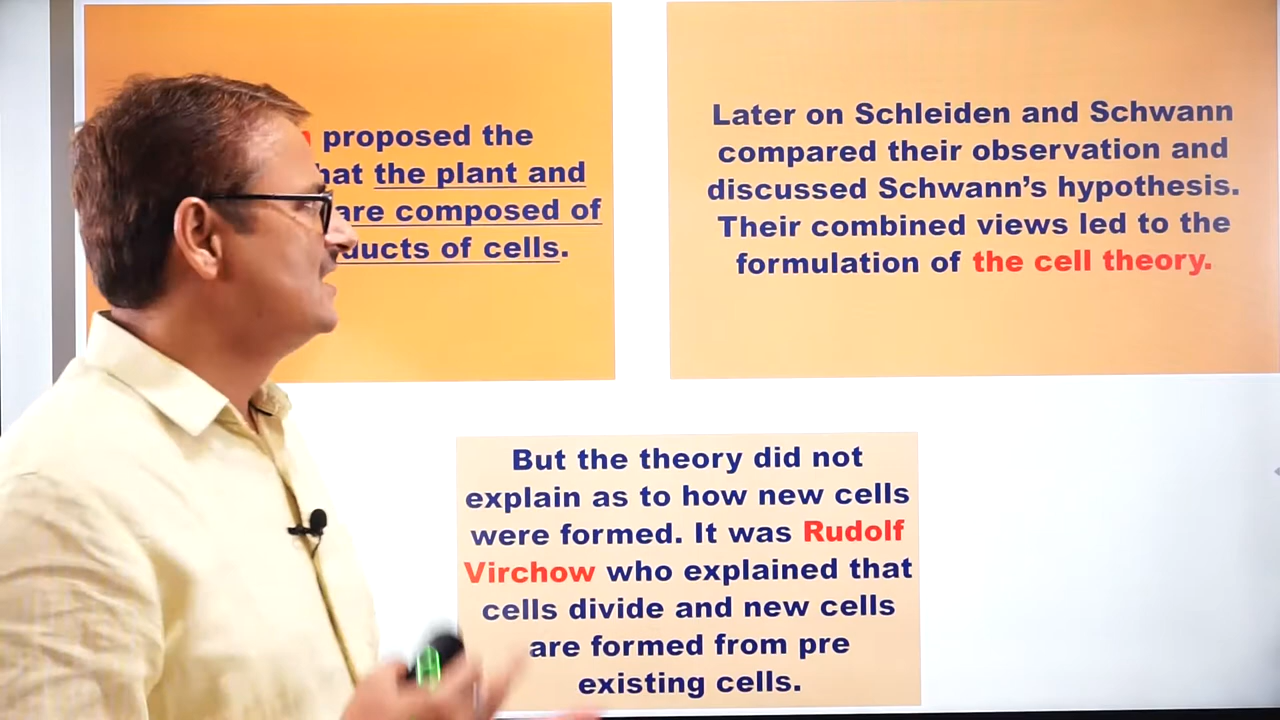 proposed the
the plant and
are composed of
of cells.
Later on Schleiden and Schwann
compared their observation and
discussed Schwann’s hypothesis.
Their combined views led to the
formulation of the cell theory.
But the theory did not
explain as to how new cells
were formed. It was Rudolf
Virchow who explained that
cells divide and new cells
are formed from pre
existing cells.